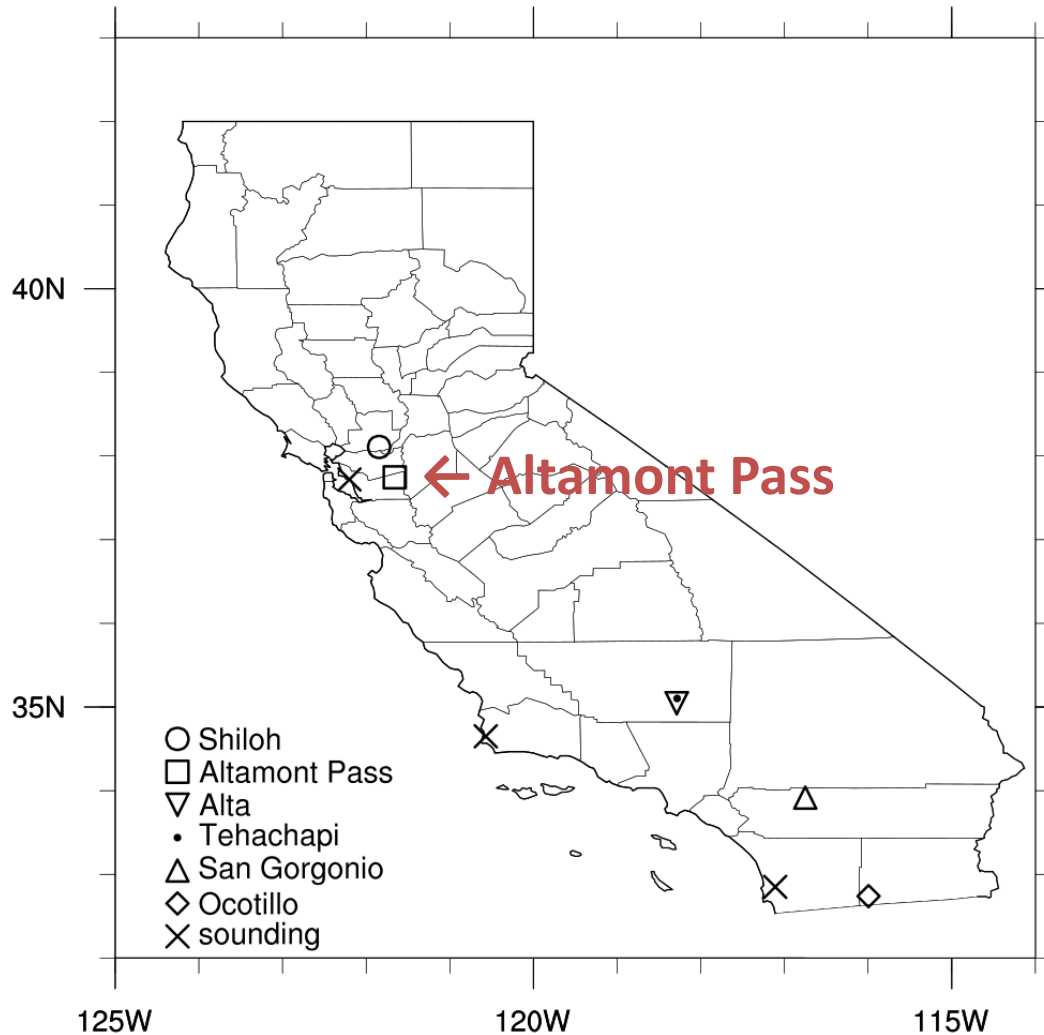 40N
← Altamont Pass
35N
Shiloh
Altamont Pass
Alta
Tehachapi
San Gorgonio
Ocotillo
sounding
125W 120W 115W